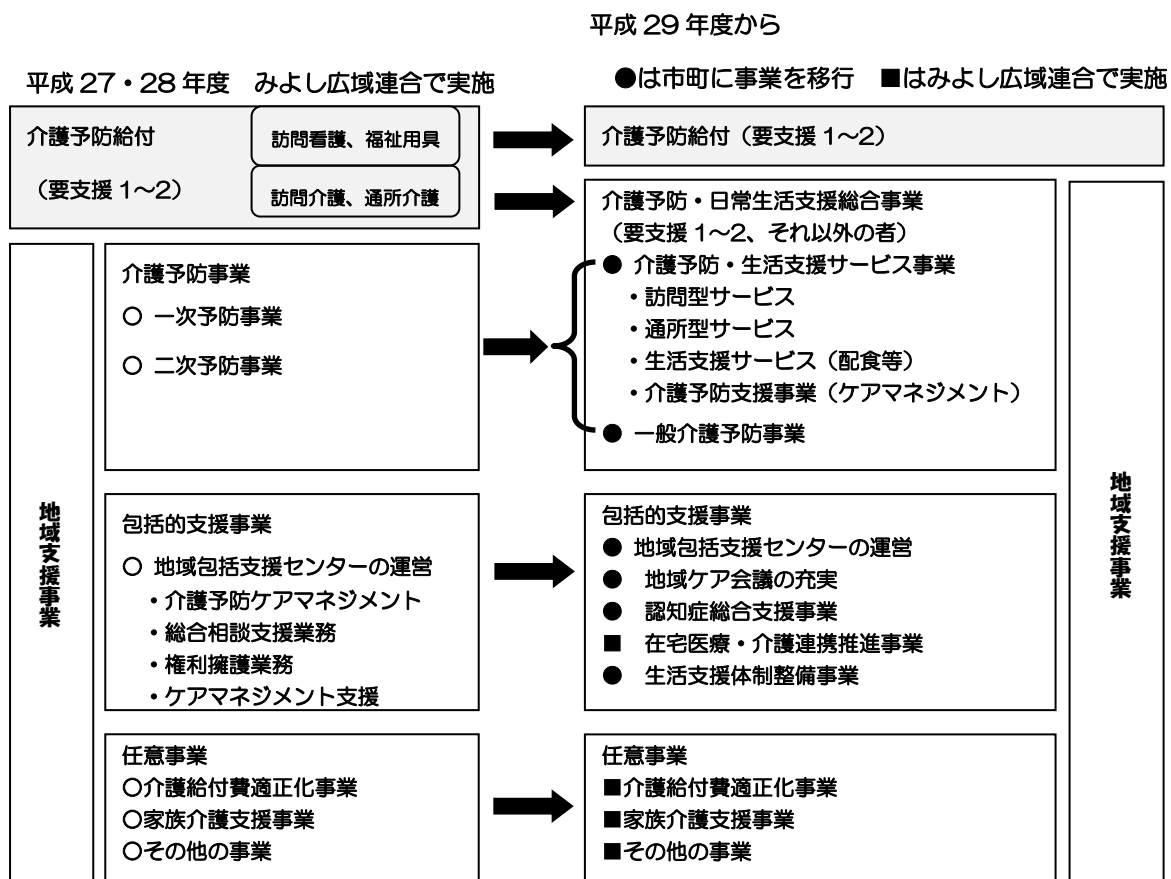 平成29年度から
平成27・28年度　みよし広域連合で実施
●は市町に事業を移行　■はみよし広域連合で実施
介護予防給付
（要支援1～2）
訪問看護、福祉用具
訪問介護、通所介護
介護予防給付（要支援1～2）
地域支援事業
介護予防事業
○ 一次予防事業
○ 二次予防事業
介護予防・日常生活支援総合事業
（要支援1～2、それ以外の者）
● 介護予防・生活支援サービス事業
・訪問型サービス
・通所型サービス
・生活支援サービス（配食等）
・介護予防支援事業（ケアマネジメント）
● 一般介護予防事業
地域支援事業
包括的支援事業
○ 地域包括支援センターの運営
・介護予防ケアマネジメント
・総合相談支援業務
・権利擁護業務
・ケアマネジメント支援
包括的支援事業
● 地域包括支援センターの運営
●　地域ケア会議の充実
●　認知症総合支援事業
■　在宅医療・介護連携推進事業
●　生活支援体制整備事業
任意事業
○介護給付費適正化事業
○家族介護支援事業
○その他の事業
任意事業
■介護給付費適正化事業
■家族介護支援事業
■その他の事業